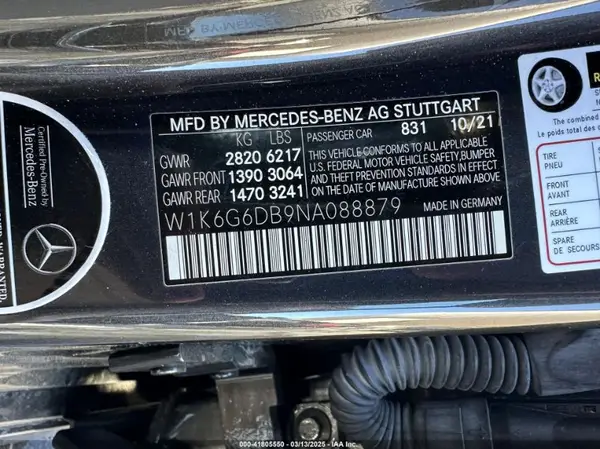 MFD BY MERCEDES-BENZ AG STUTTGART
KG LBS
GVWR 2820 6217
GAWR FRONT 1390 3064
GAWR REAR 1470 3241
PASSENGER CAR 831 10/21
THIS VEHICLE CONFORMS TO ALL APPLICABLE
U.S. FEDERAL MOTOR VEHICLE SAFETY,BUMPER
AND THEFT PREVENTION STANDARDS IN EFFECT ON
THE DATE OF MANUFACTURE SHOWN ABOVE.
W1K6G6DB9NA088879
MADE IN GERMANY
Certified Pre-Owned by
Mercedes-Benz
The combined
Le poids total des
TIRE
PNEU
FRONT
AVANT
REAR
ARRIÈRE
SPARE
DE SECOURS
000-41805550 - 03/13/2025 - IAAI.COM